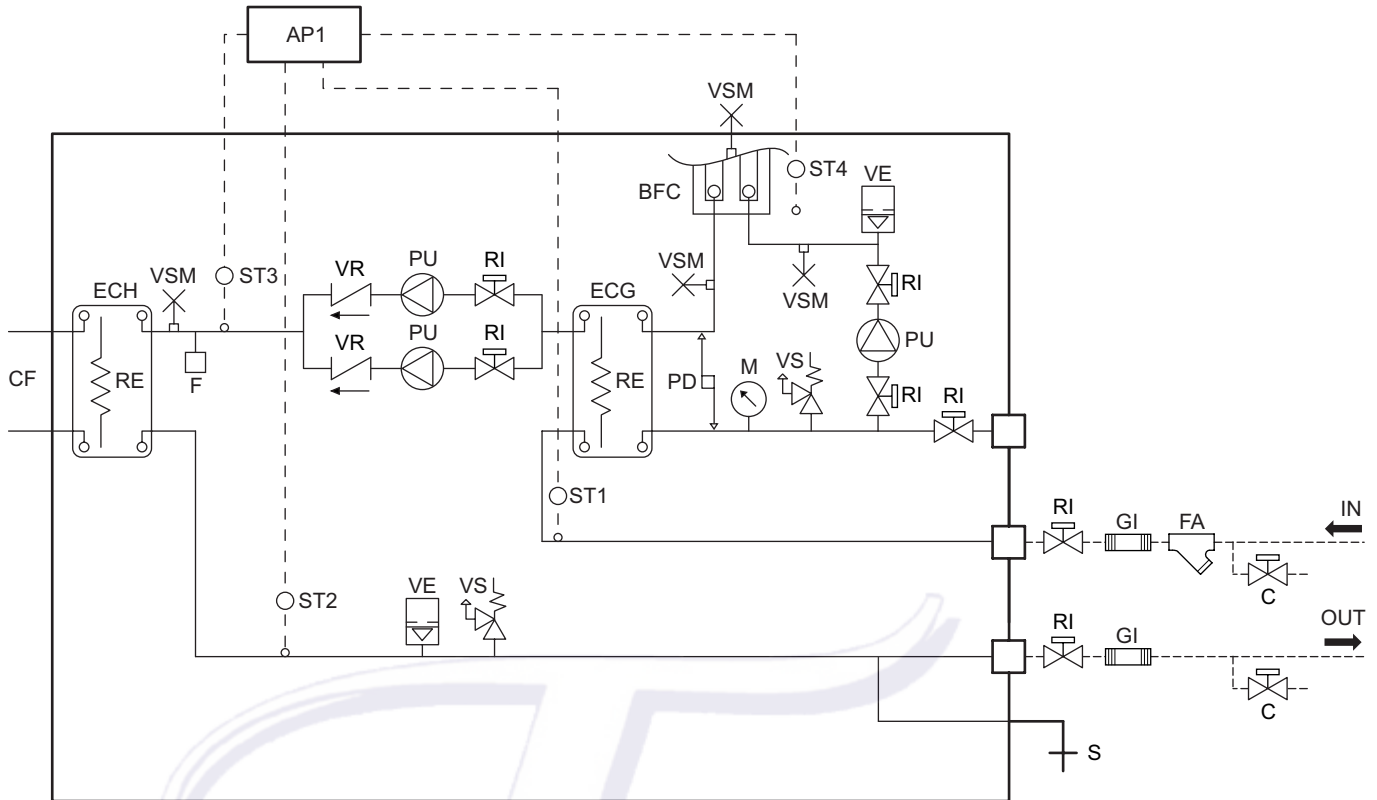 AP1
VSM
ST4
VE
BFC
VSM
ST3
VR
PU
RI
VSM
VSM
RI
ECH
ECG
VR
PU
RI
PU
CF
RE
F
RE
PD
M
VS
RI
RI
ST1
RI
GI
FA
IN
C
ST2
VE
VS
RI
GI
OUT
C
S